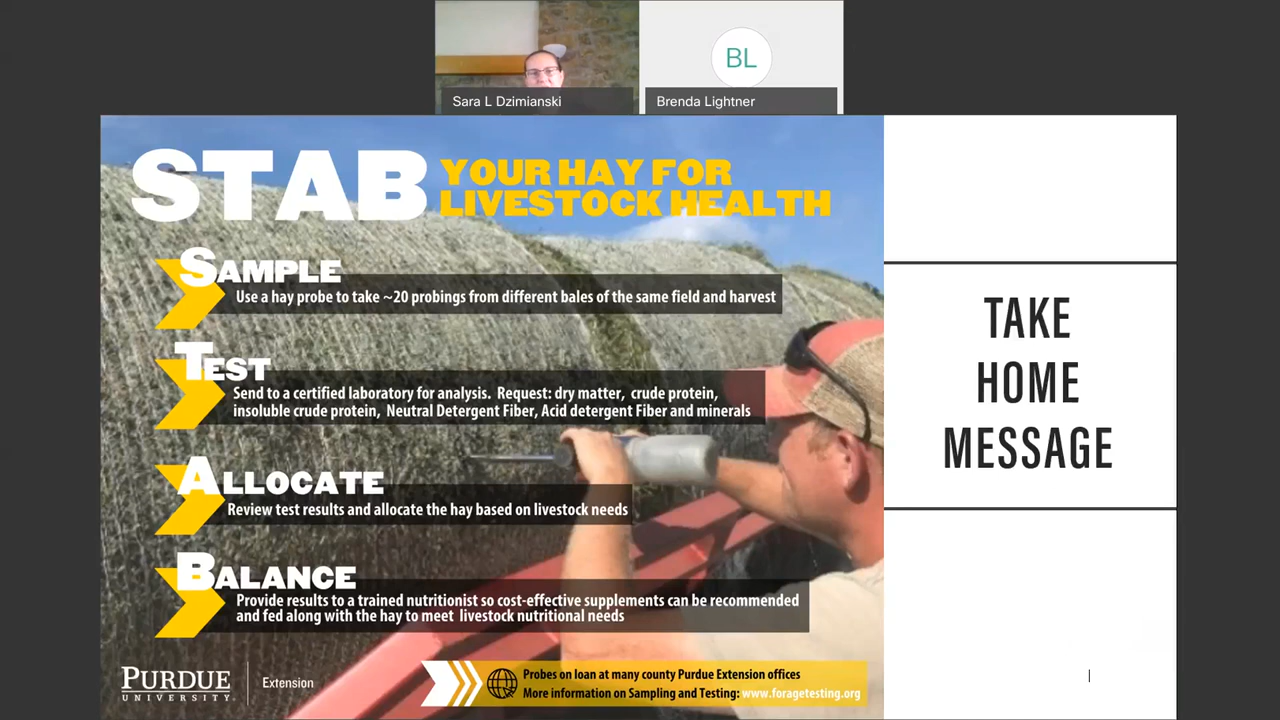 BL
Sara L Dzimianski
Brenda Lightner
STAB YOUR HAY FOR
LIVESTOCK HEALTH
SAMPLE
Use a hay probe to take ~20 probings from different bales of the same field and harvest
TEST
Send to a certified laboratory for analysis. Request: dry matter, crude protein,
insoluble crude protein, Neutral Detergent Fiber, Acid detergent Fiber and minerals
ALLOCATE
Review test results and allocate the hay based on livestock needs
BALANCE
Provide results to a trained nutritionist so cost-effective supplements can be recommended
and fed along with the hay to meet livestock nutritional needs
PURDUE
UNIVERSITY
Extension
Probes on loan at many county Purdue Extension offices
More information on Sampling and Testing: www.foragetesting.org
TAKE
HOME
MESSAGE